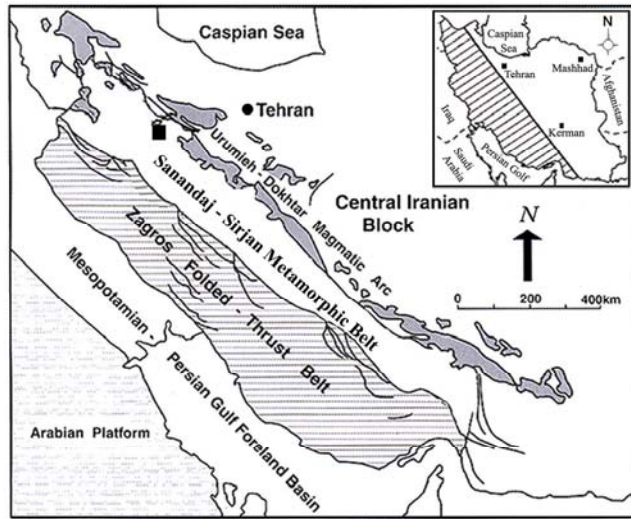 Caspian Sea
Tehran
Urumieh - Dokhtar Magmatic Arc
Sanandaj - Sirjan Metamorphic Belt
Central Iranian
Block
Zagros Folded - Thrust Belt
Mesopotamian - Persian Gulf Foreland Basin
Arabian Platform
N
0 200 400km
N
Caspian
Sea
Tehran
Mashhad
Kerman
Afghanistan
Iraq
Saudi
Arabia
Persian Golf